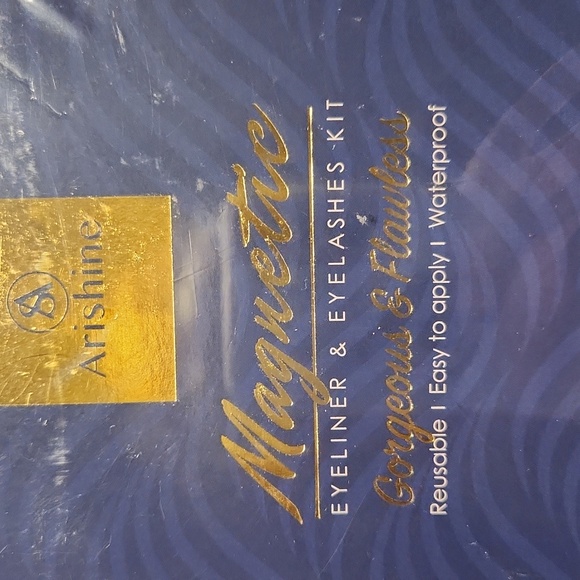 Arishine
Magnetic
EYELINER & EYELASHES KIT
Gorgeous & Flawless
Reusable I Easy to apply I Waterproof